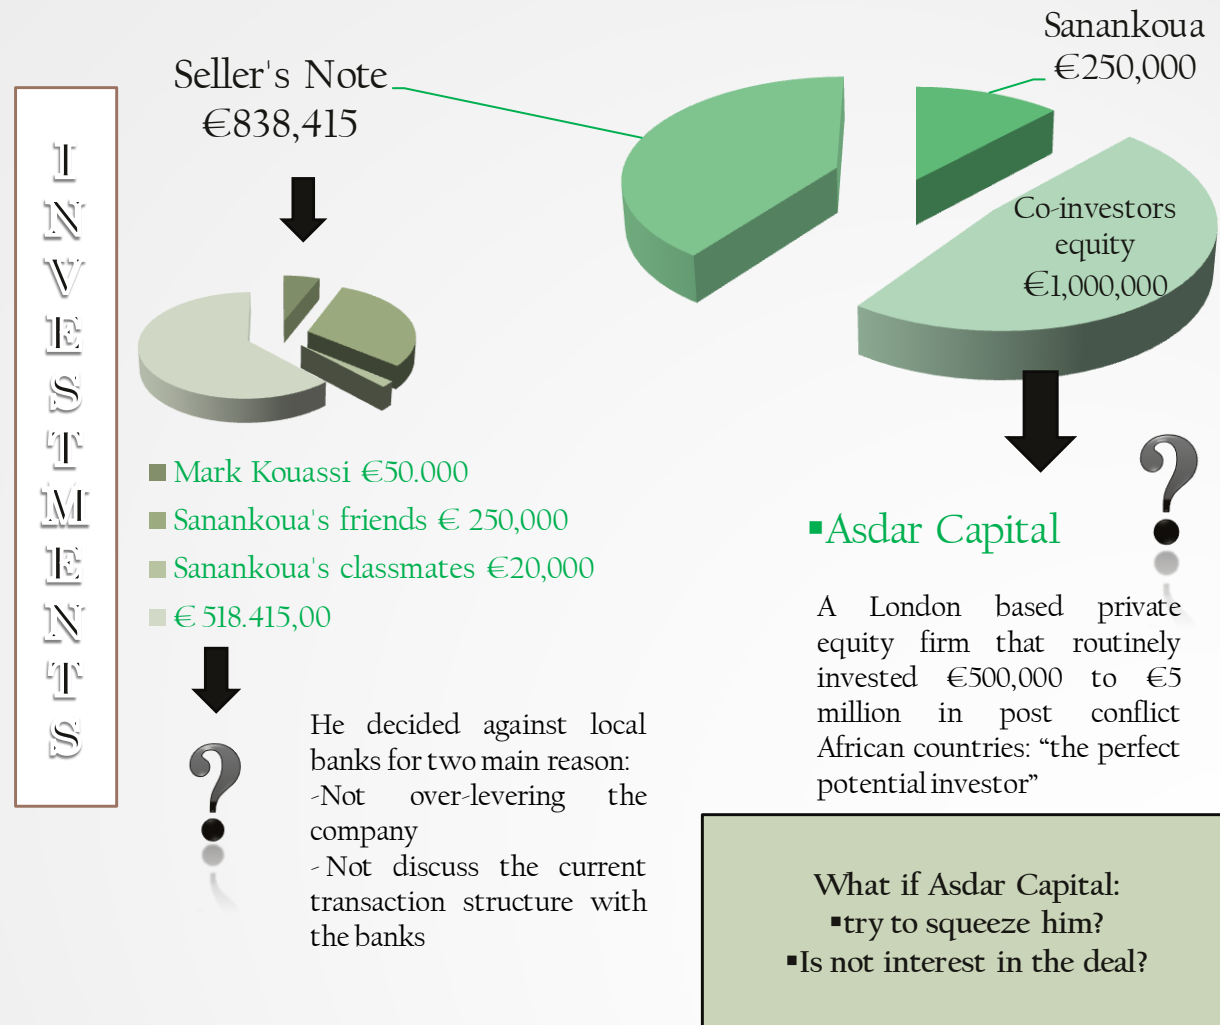 INVESTMENTS
Seller's Note
€838,415
Sanankoua
€250,000
Co-investors
equity
€1,000,000
Mark Kouassi €50.000
Sanankoua's friends € 250,000
Sanankoua's classmates €20,000
€ 518.415,00
?
He decided against local
banks for two main reason:
-Not over-levering the
company
- Not discuss the current
transaction structure with
the banks
▪Asdar Capital
?
A London based private
equity firm that routinely
invested €500,000 to €5
million in post conflict
African countries: “the perfect
potential investor”
What if Asdar Capital:
▪try to squeeze him?
▪Is not interest in the deal?